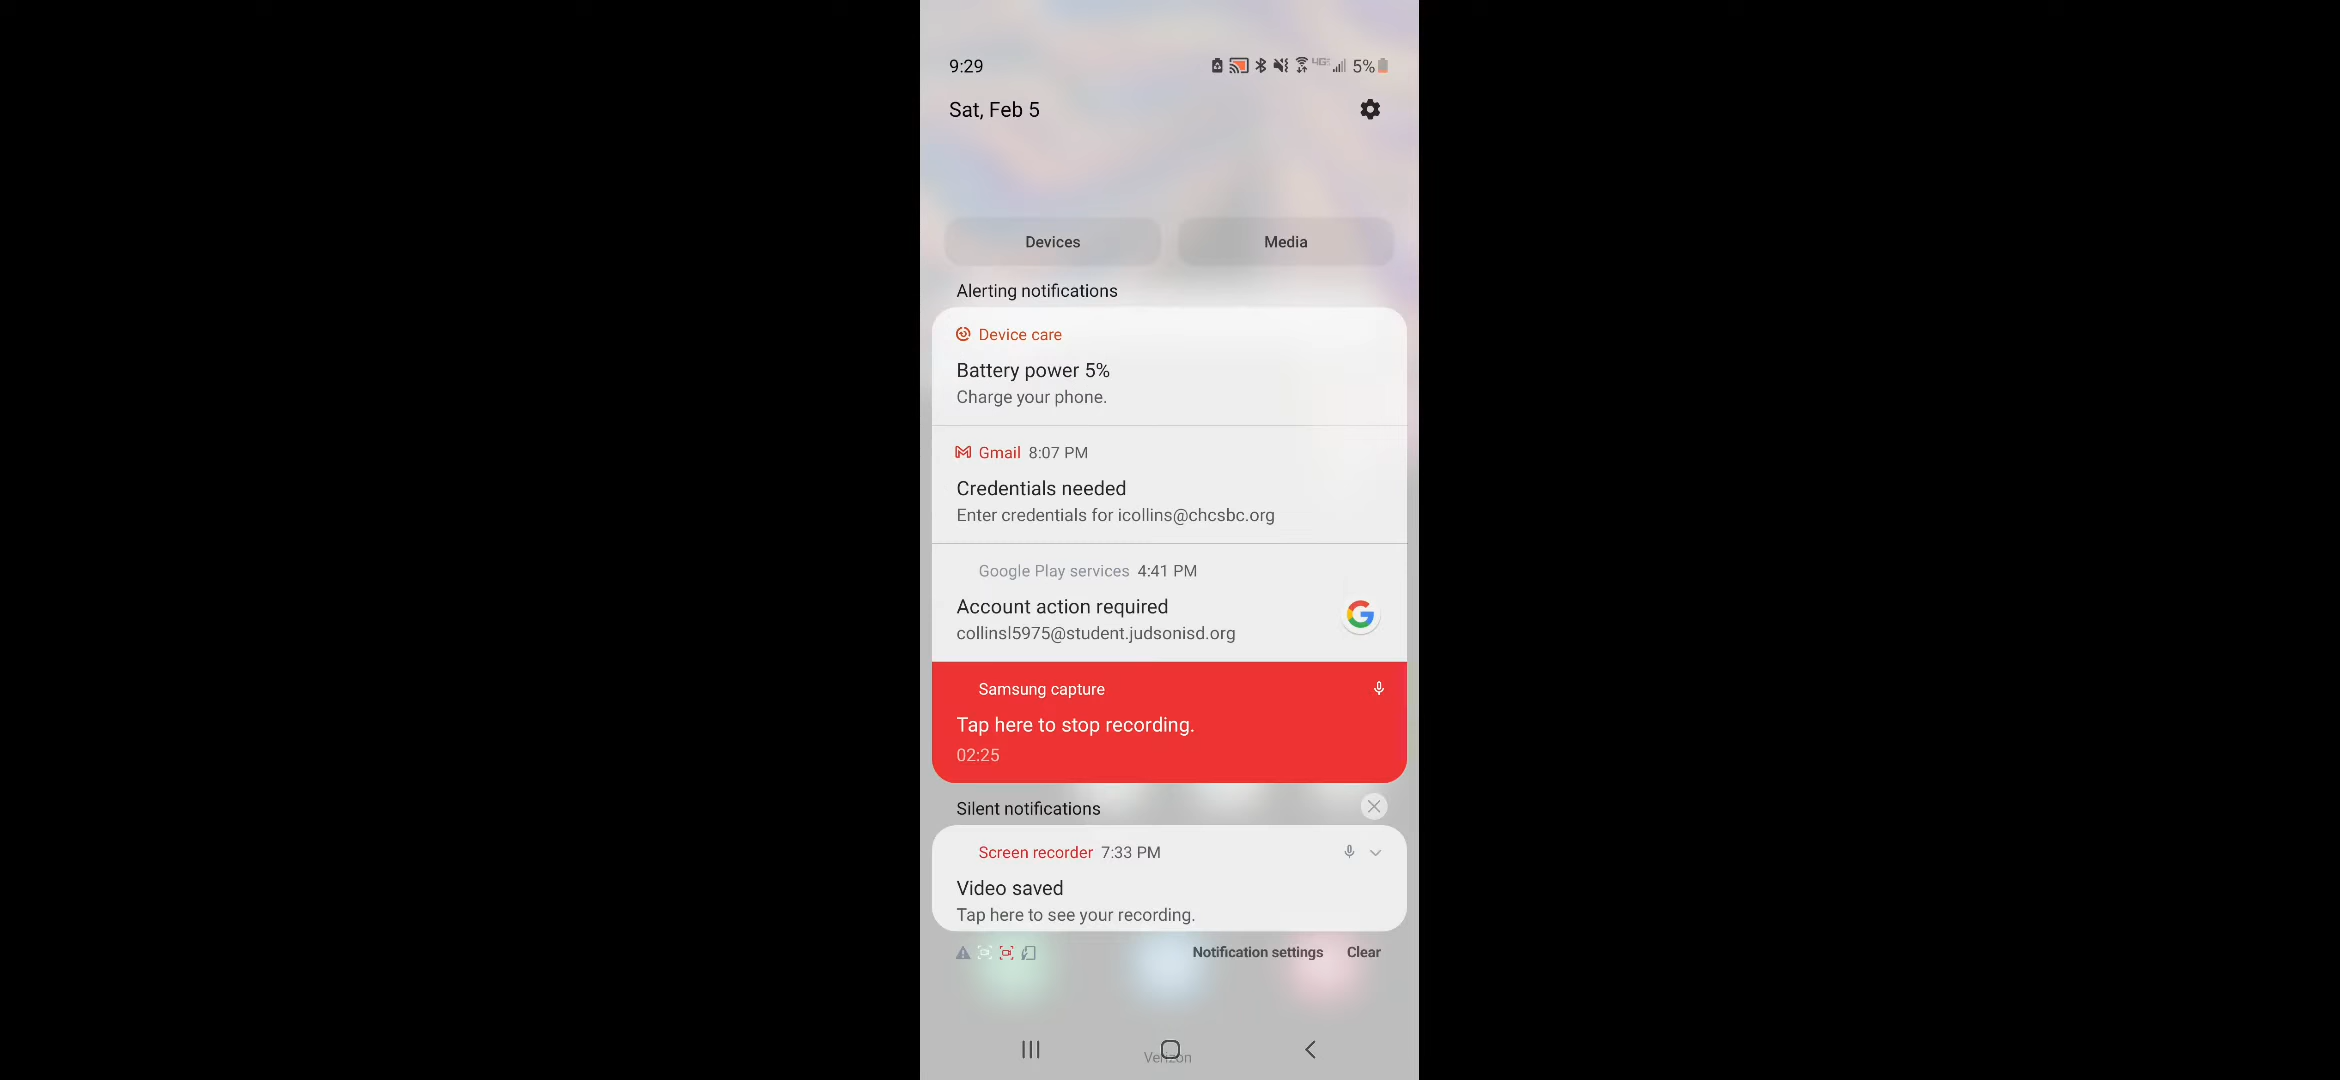 9:29
4GE
5%
Sat, Feb 5
Devices
Media
Alerting notifications
Device care
Battery power 5%
Charge your phone.
Gmail 8:07 PM
Credentials needed
Enter credentials for icollins@chcsbc.org
Google Play services 4:41 PM
Account action required
collinsl5975@student.judsonisd.org
Samsung capture
Tap here to stop recording.
02:25
Silent notifications
Screen recorder 7:33 PM
Video saved
Tap here to see your recording.
Notification settings
Clear
Verizon